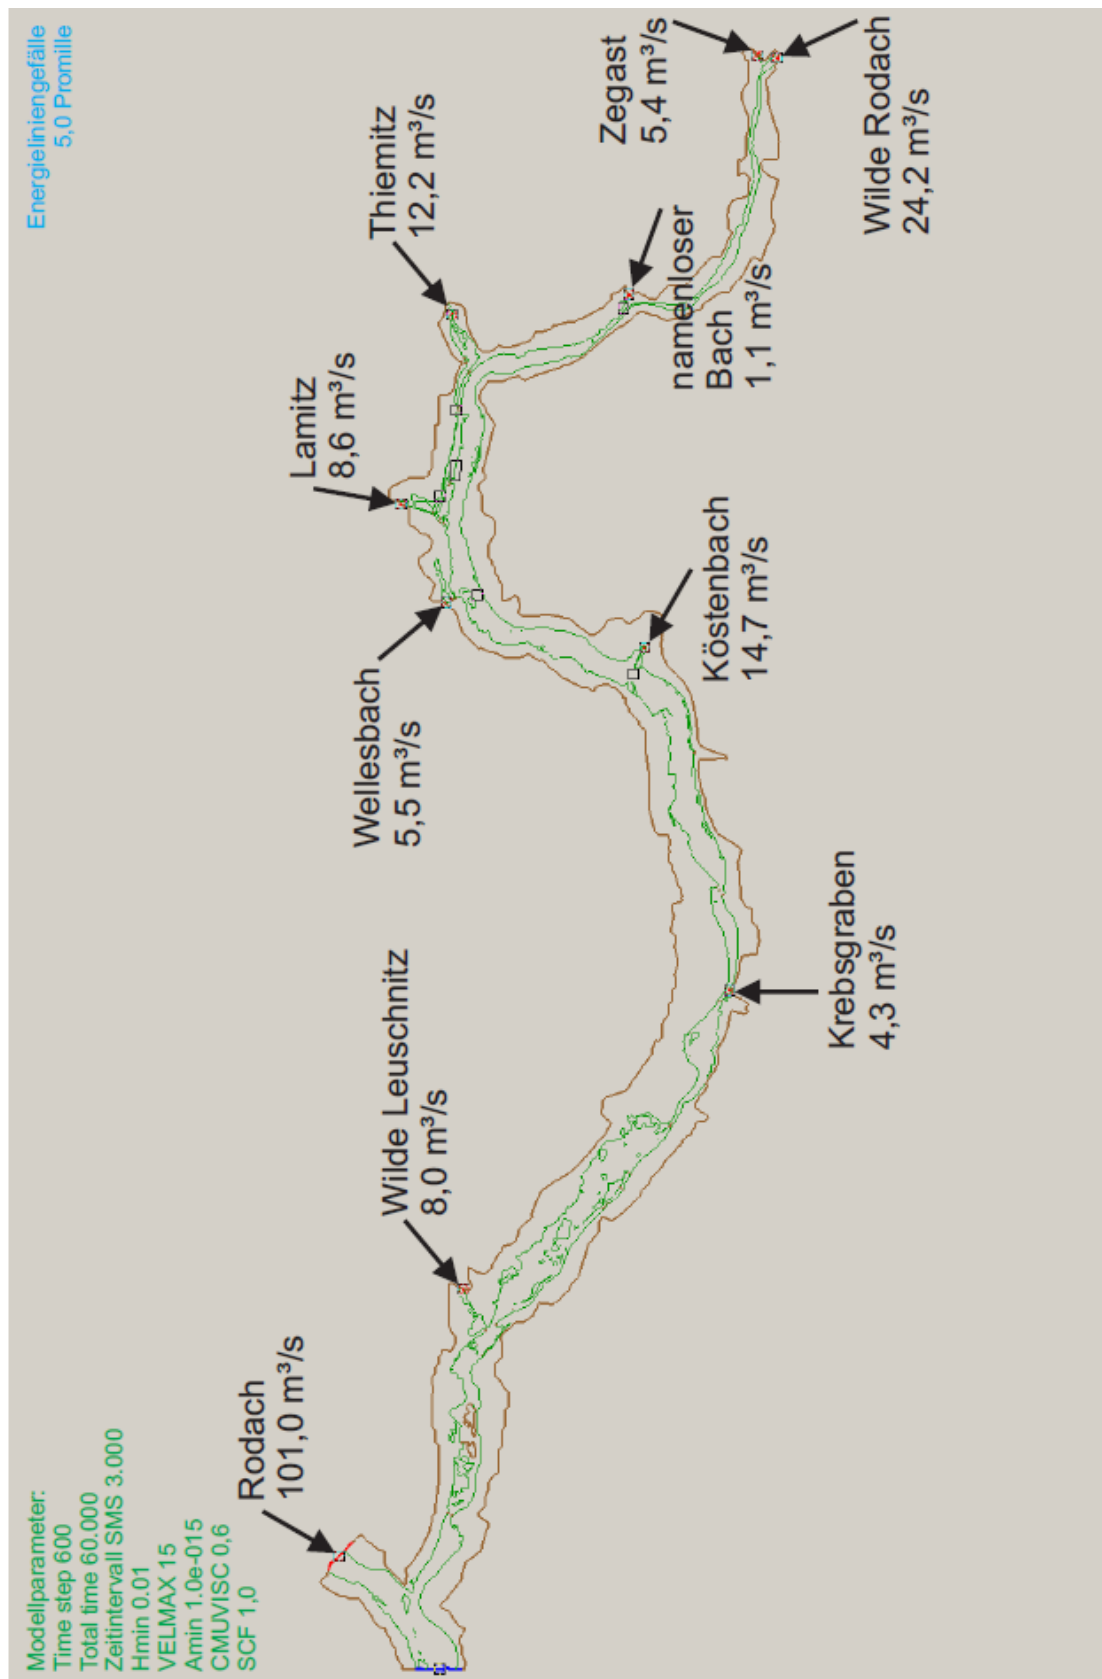 Modellparameter:
Time step 600
Total time 60.000
Zeitintervall SMS 3.000
Hmin 0.01
VELMAX 15
Amin 1.0e-015
CMUVISC 0,6
SCF 1,0
Energieliniengefälle
5,0 Promille
Rodach
101,0 m³/s
Wilde Leuschnitz
8,0 m³/s
Krebsgraben
4,3 m³/s
Wellesbach
5,5 m³/s
Köstenbach
14,7 m³/s
Lamitz
8,6 m³/s
Thiemitz
12,2 m³/s
namenloser
Bach
1,1 m³/s
Zegast
5,4 m³/s
Wilde Rodach
24,2 m³/s